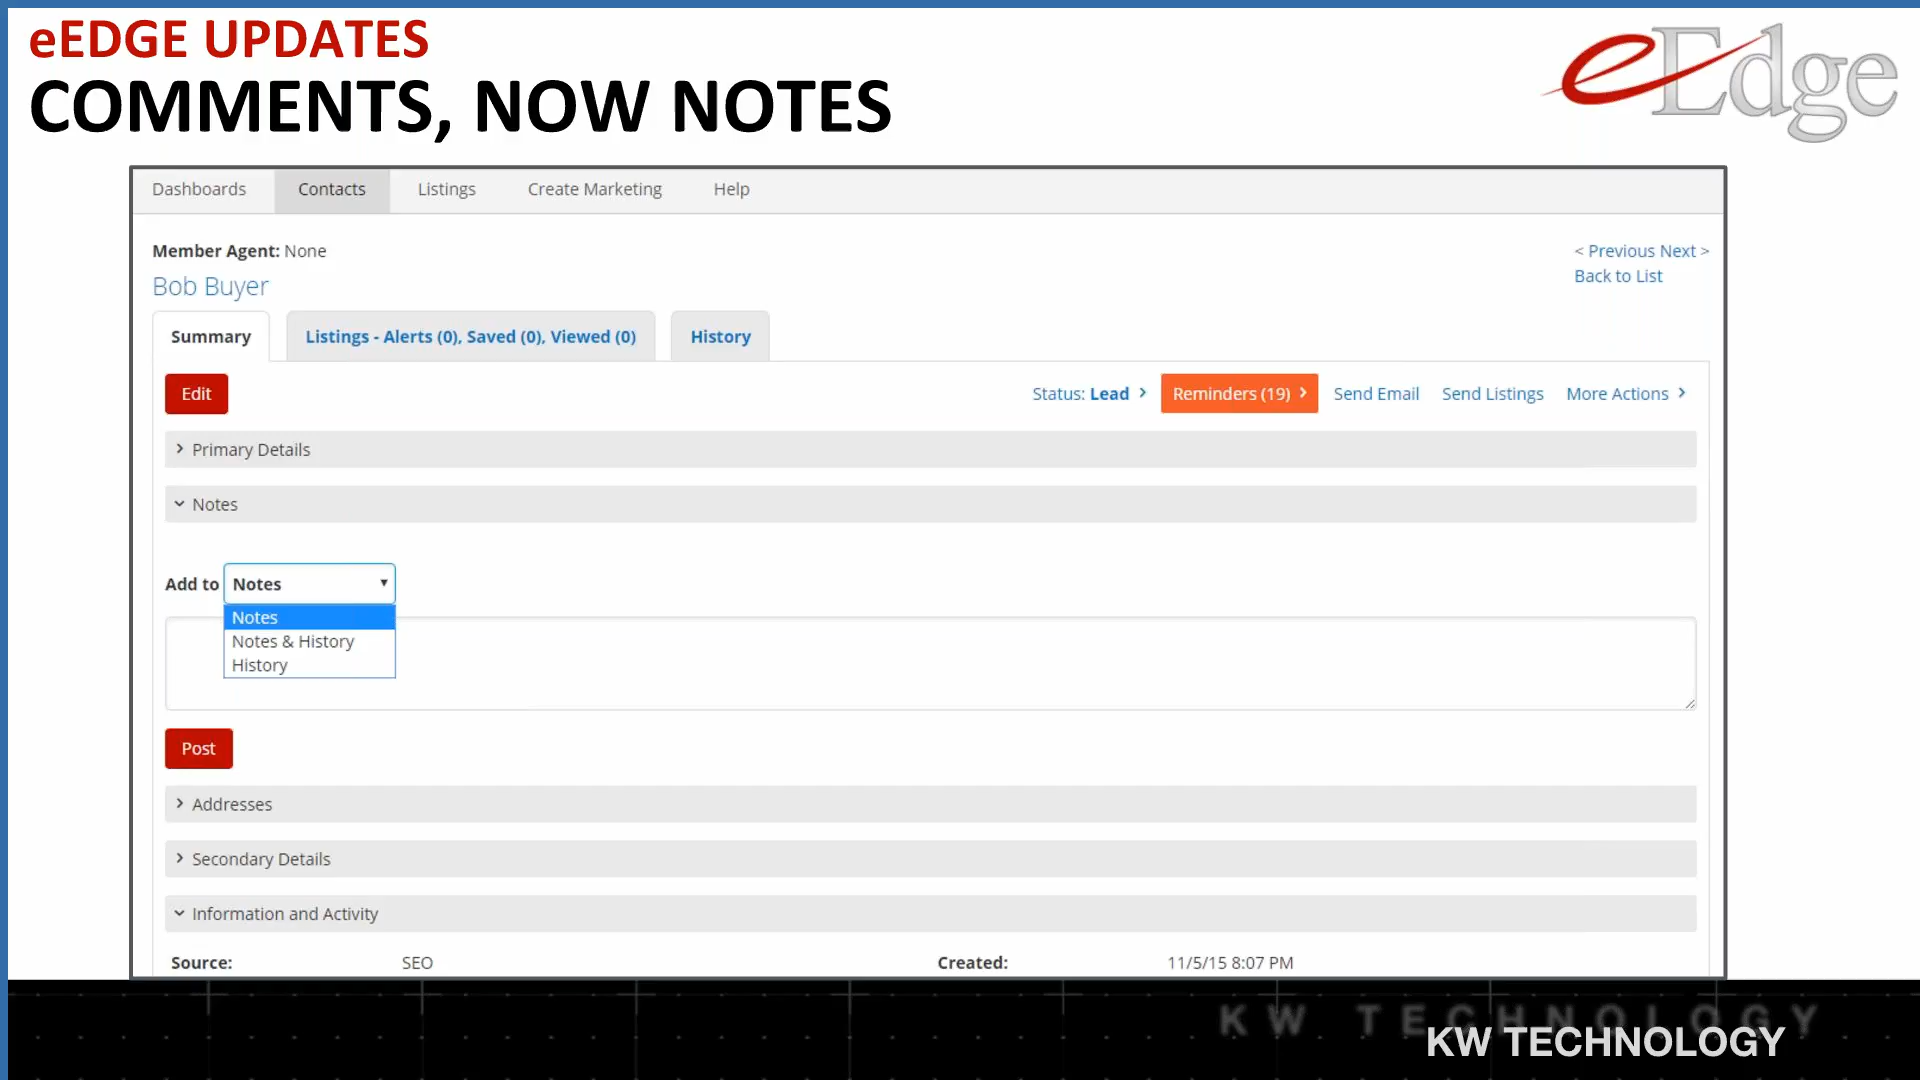 eEDGE UPDATES
COMMENTS, NOW NOTES
eEdge
Dashboards Contacts Listings Create Marketing Help
Member Agent: None
< Previous Next >
Bob Buyer
Back to List
Summary Listings - Alerts (0), Saved (0), Viewed (0) History
Edit Status: Lead > Reminders (19) > Send Email Send Listings More Actions >
> Primary Details
Notes
Add to Notes
Notes
Notes & History
History
Post
> Addresses
> Secondary Details
Information and Activity
Source: SEO Created: 11/5/15 8:07 PM
KW TECHNOLOGY
KW TECHNOLOGY